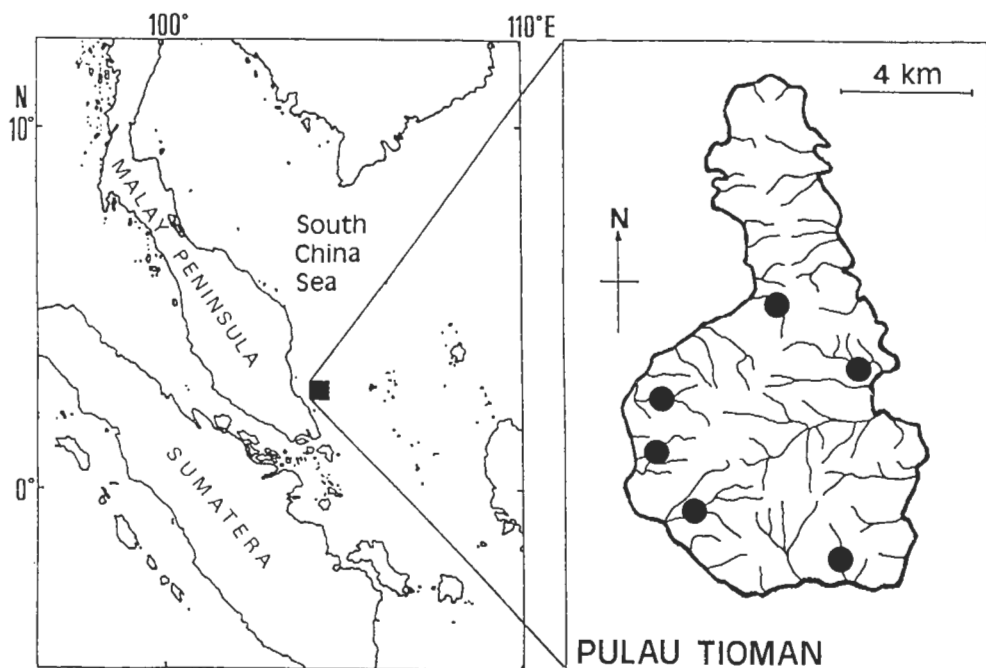 100°
110°E
N
10°
0°
MALAY PENINSULA
South
China
Sea
SUMATERA
4 km
N
PULAU TIOMAN